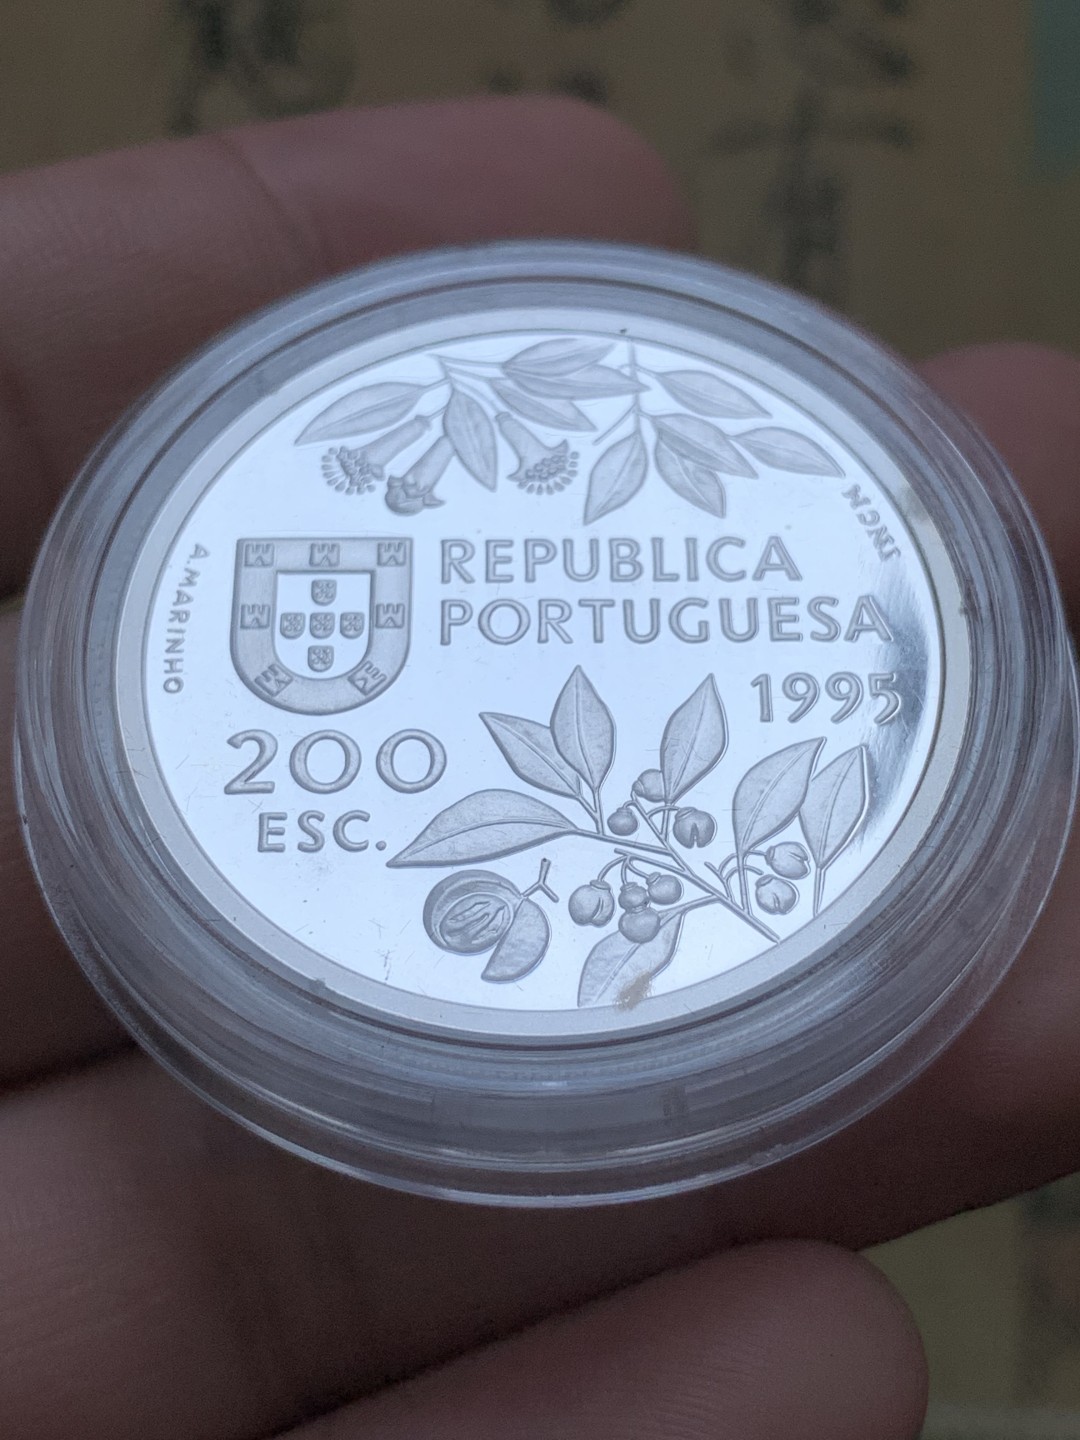 REPUBLICA
PORTUGUESA
1995
200
ESC.
A.MARINHO
INCM